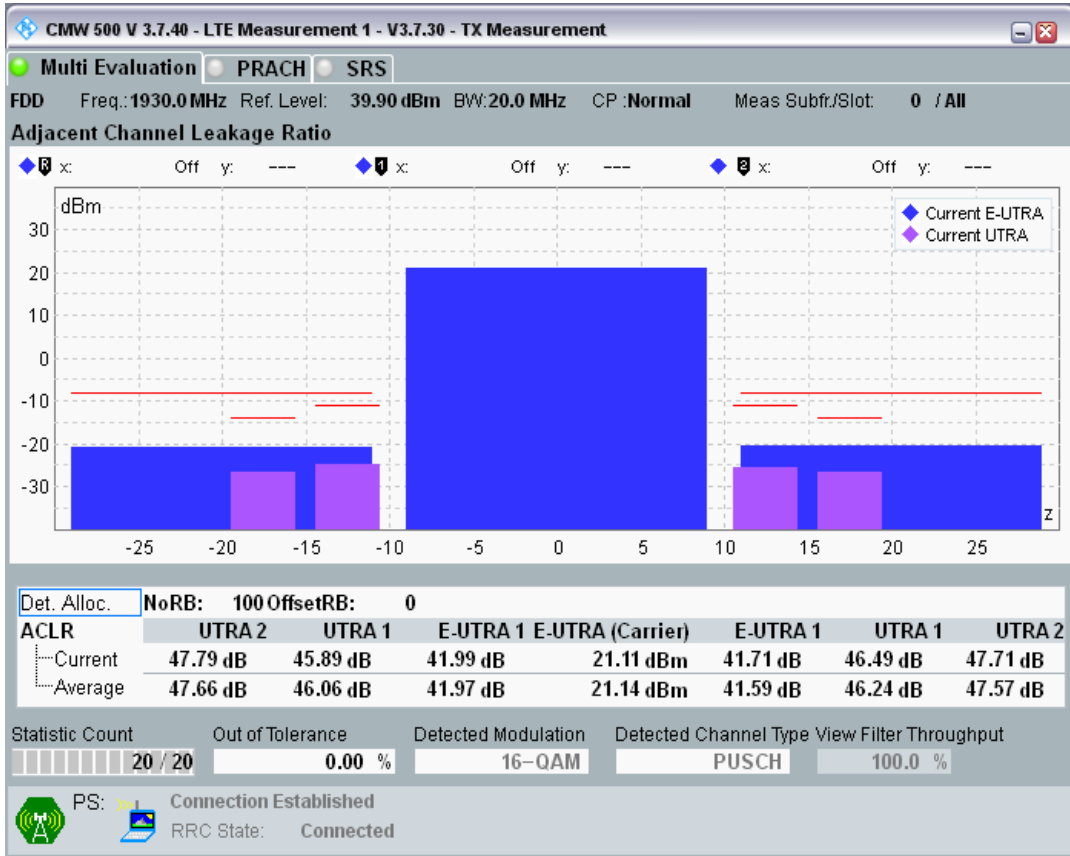 CMW 500 V 3.7.40 - LTE Measurement 1 - V3.7.30 - TX Measurement
Multi Evaluation PRACH SRS
FDD Freq.: 1930.0 MHz Ref. Level: 39.90 dBm BW: 20.0 MHz CP : Normal Meas Subfr./Slot: 0 / All
Adjacent Channel Leakage Ratio
R x: Off y: --- 1 x: Off y: --- 2 x: Off y: ---
dBm
Current E-UTRA
Current UTRA
30
20
10
0
-10
-20
-30
z
-25 -20 -15 -10 -5 0 5 10 15 20 25
Det. Alloc. NoRB: 100 OffsetRB: 0
ACLR UTRA 2 UTRA 1 E-UTRA 1 E-UTRA (Carrier) E-UTRA 1 UTRA 1 UTRA 2
Current 47.79 dB 45.89 dB 41.99 dB 21.11 dBm 41.71 dB 46.49 dB 47.71 dB
Average 47.66 dB 46.06 dB 41.97 dB 21.14 dBm 41.59 dB 46.24 dB 47.57 dB
Statistic Count Out of Tolerance Detected Modulation Detected Channel Type View Filter Throughput
20 / 20 0.00 % 16-QAM PUSCH 100.0 %
PS: Connection Established
RRC State: Connected